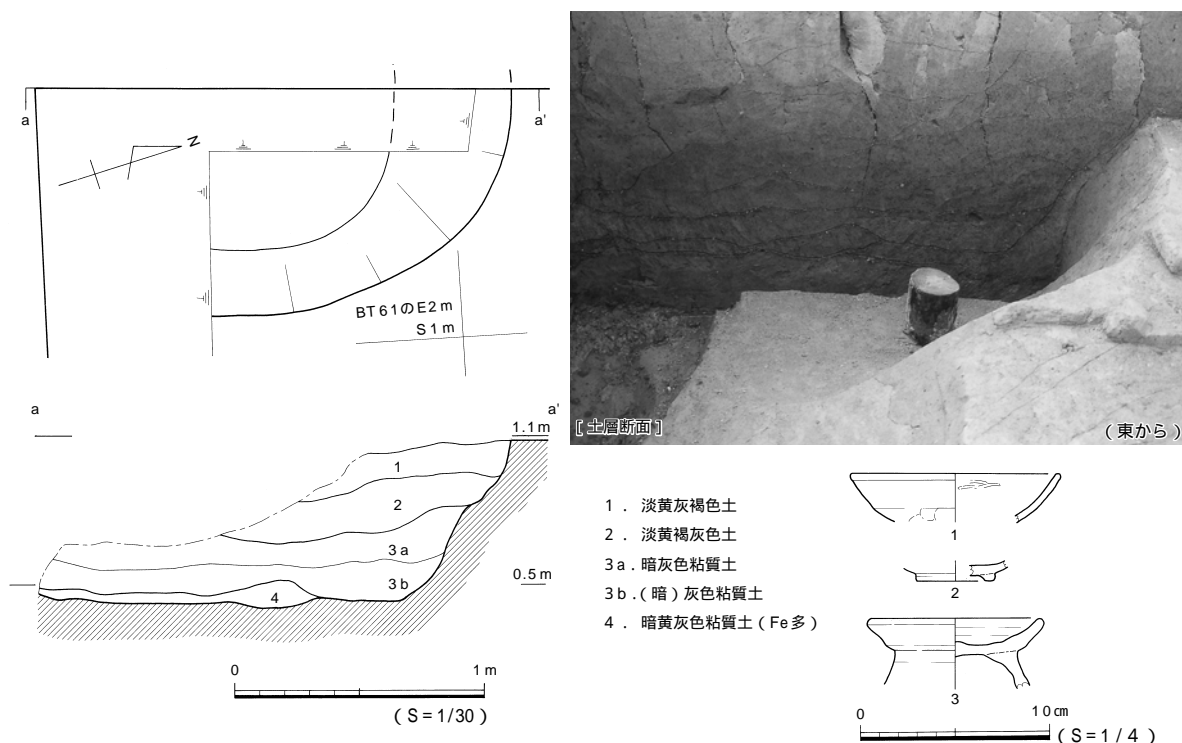 a
a'
N
BT61のE2m
S1m
a
a'
1.1m
1
2
3a
3b
4
0.5m
0
1m
(S=1/30)
[土層断面]
(東から)
1. 淡黄灰褐色土
2. 淡黄褐灰色土
3a.暗灰色粘質土
3b.(暗)灰色粘質土
4. 暗黄灰色粘質土(Fe多)
1
2
3
0
10㎝
(S=1/4)